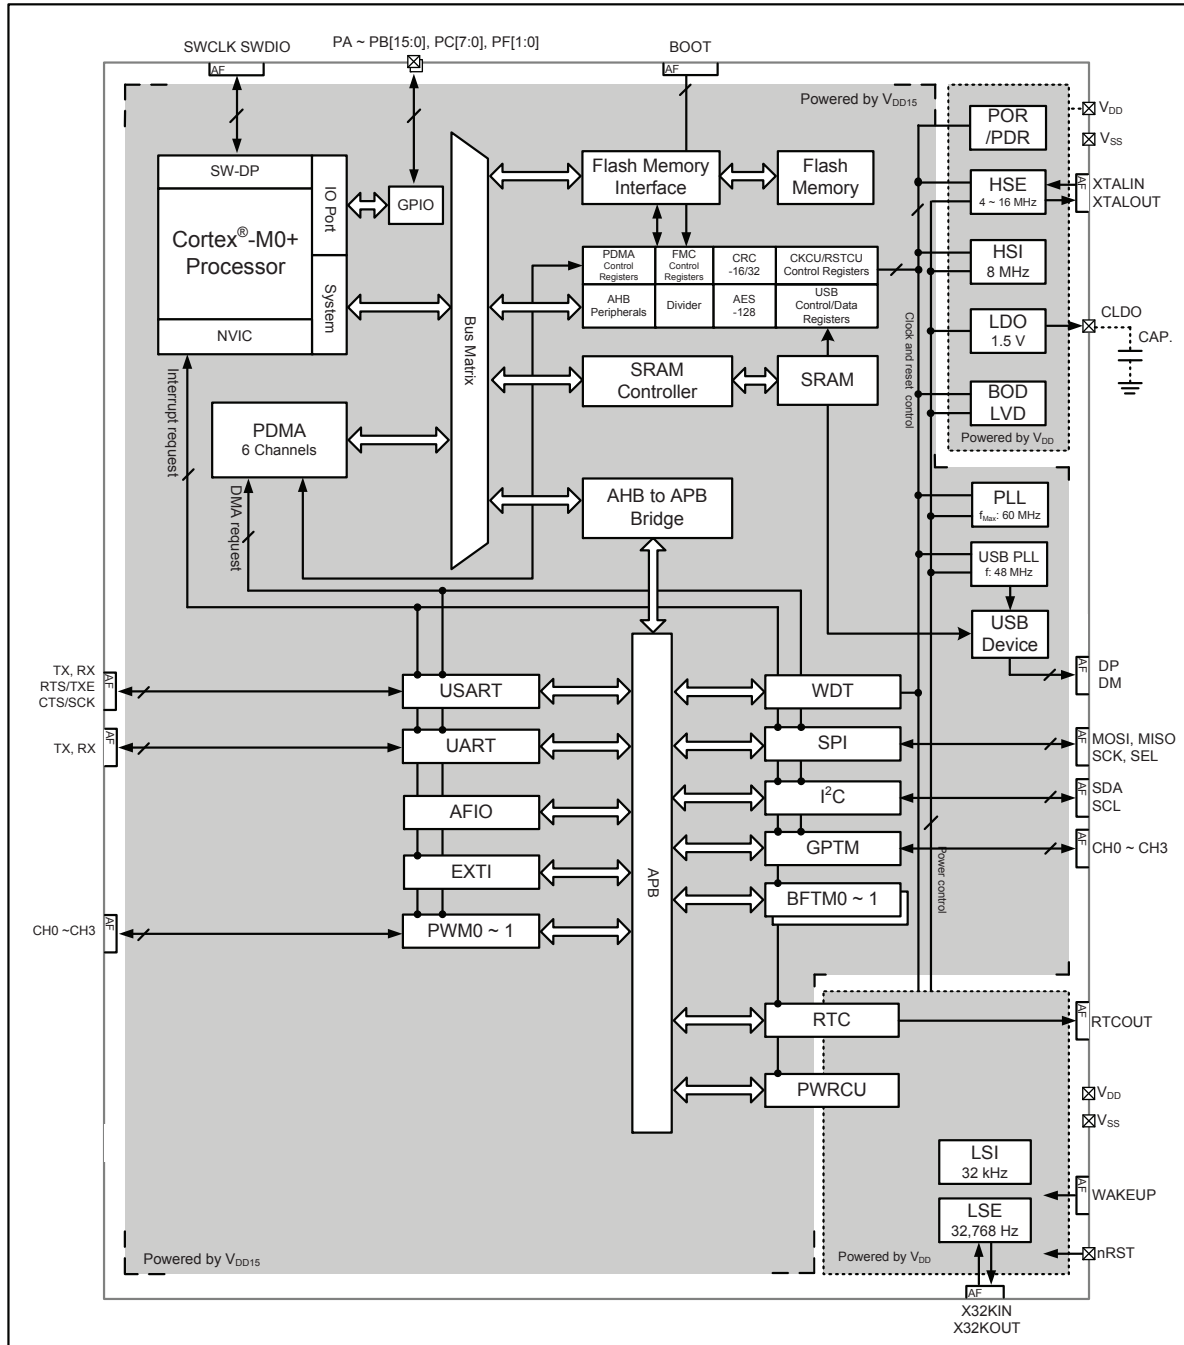 SWCLK SWDIO
PA ~ PB[15:0], PC[7:0], PF[1:0]
BOOT
AF
AF
Powered by VDD15
VDD
VSS
POR
/PDR
SW-DP
IO Port
GPIO
Cortex®-M0+
Processor
System
NVIC
Bus Matrix
Flash Memory
Interface
Flash
Memory
HSE
4 ~ 16 MHz
AF
XTALIN
XTALOUT
PDMA
Control
Registers
FMC
Control
Registers
CRC
-16/32
CKCU/RSTCU
Control Registers
AHB
Peripherals
Divider
AES
-128
USB
Control/Data
Registers
HSI
8 MHz
LDO
1.5 V
CLDO
CAP.
Clock and reset control
Interrupt request
SRAM
Controller
SRAM
BOD
LVD
Powered by VDD
PDMA
6 Channels
DMA request
AHB to APB
Bridge
PLL
fMax: 60 MHz
USB PLL
f: 48 MHz
USB
Device
AF
DP
DM
TX, RX
RTS/TXE
CTS/SCK
AF
USART
WDT
TX, RX
AF
UART
SPI
AF
MOSI, MISO
SCK, SEL
AFIO
I2C
AF
SDA
SCL
APB
GPTM
AF
CH0 ~ CH3
EXTI
Power control
BFTM0 ~ 1
CH0 ~CH3
AF
PWM0 ~ 1
RTC
AF
RTCOUT
PWRCU
VDD
VSS
LSI
32 kHz
AF
WAKEUP
LSE
32,768 Hz
Powered by VDD15
Powered by VDD
nRST
AF
X32KIN
X32KOUT